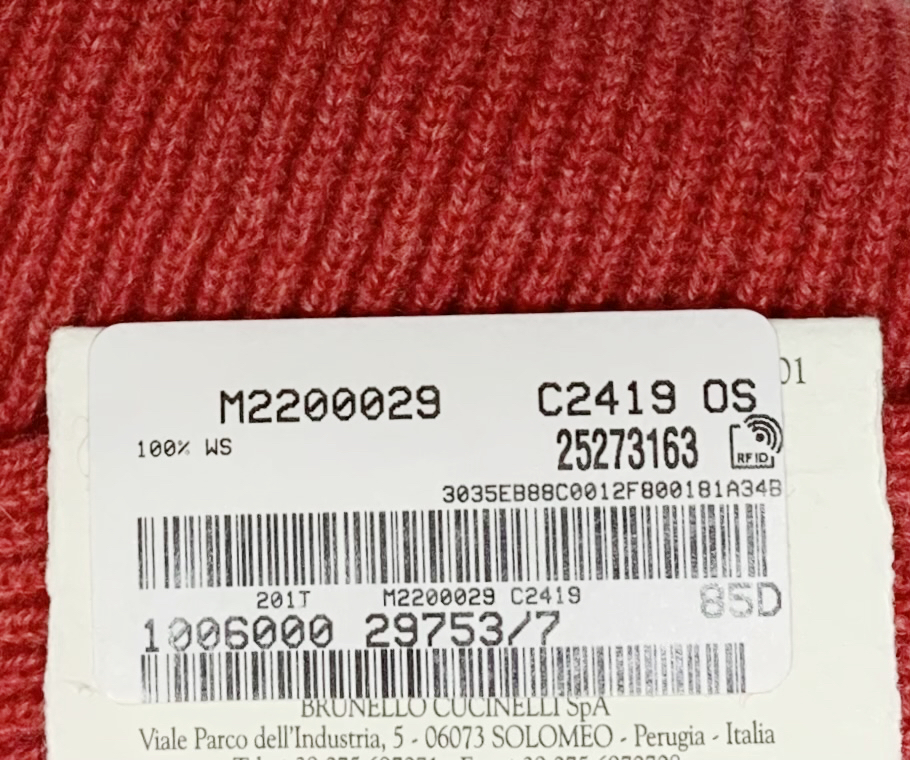 01
M2200029 C2419 OS
100% WS 25273163
RFID
3035EB88C0012F800181A34B
201T M2200029 C2419
85D
1006000 29753/7
BRUNELLO CUCINELLI SpA
Viale Parco dell'Industria, 5 - 06073 SOLOMEO - Perugia - Italia